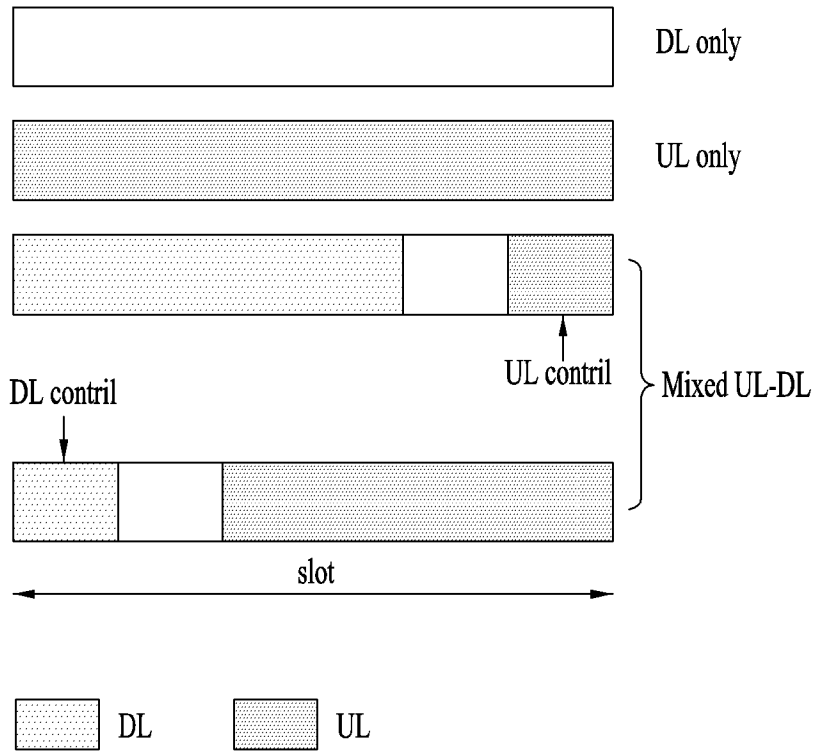 DL only
UL only
UL contril
DL contril
Mixed UL-DL
slot
DL
UL